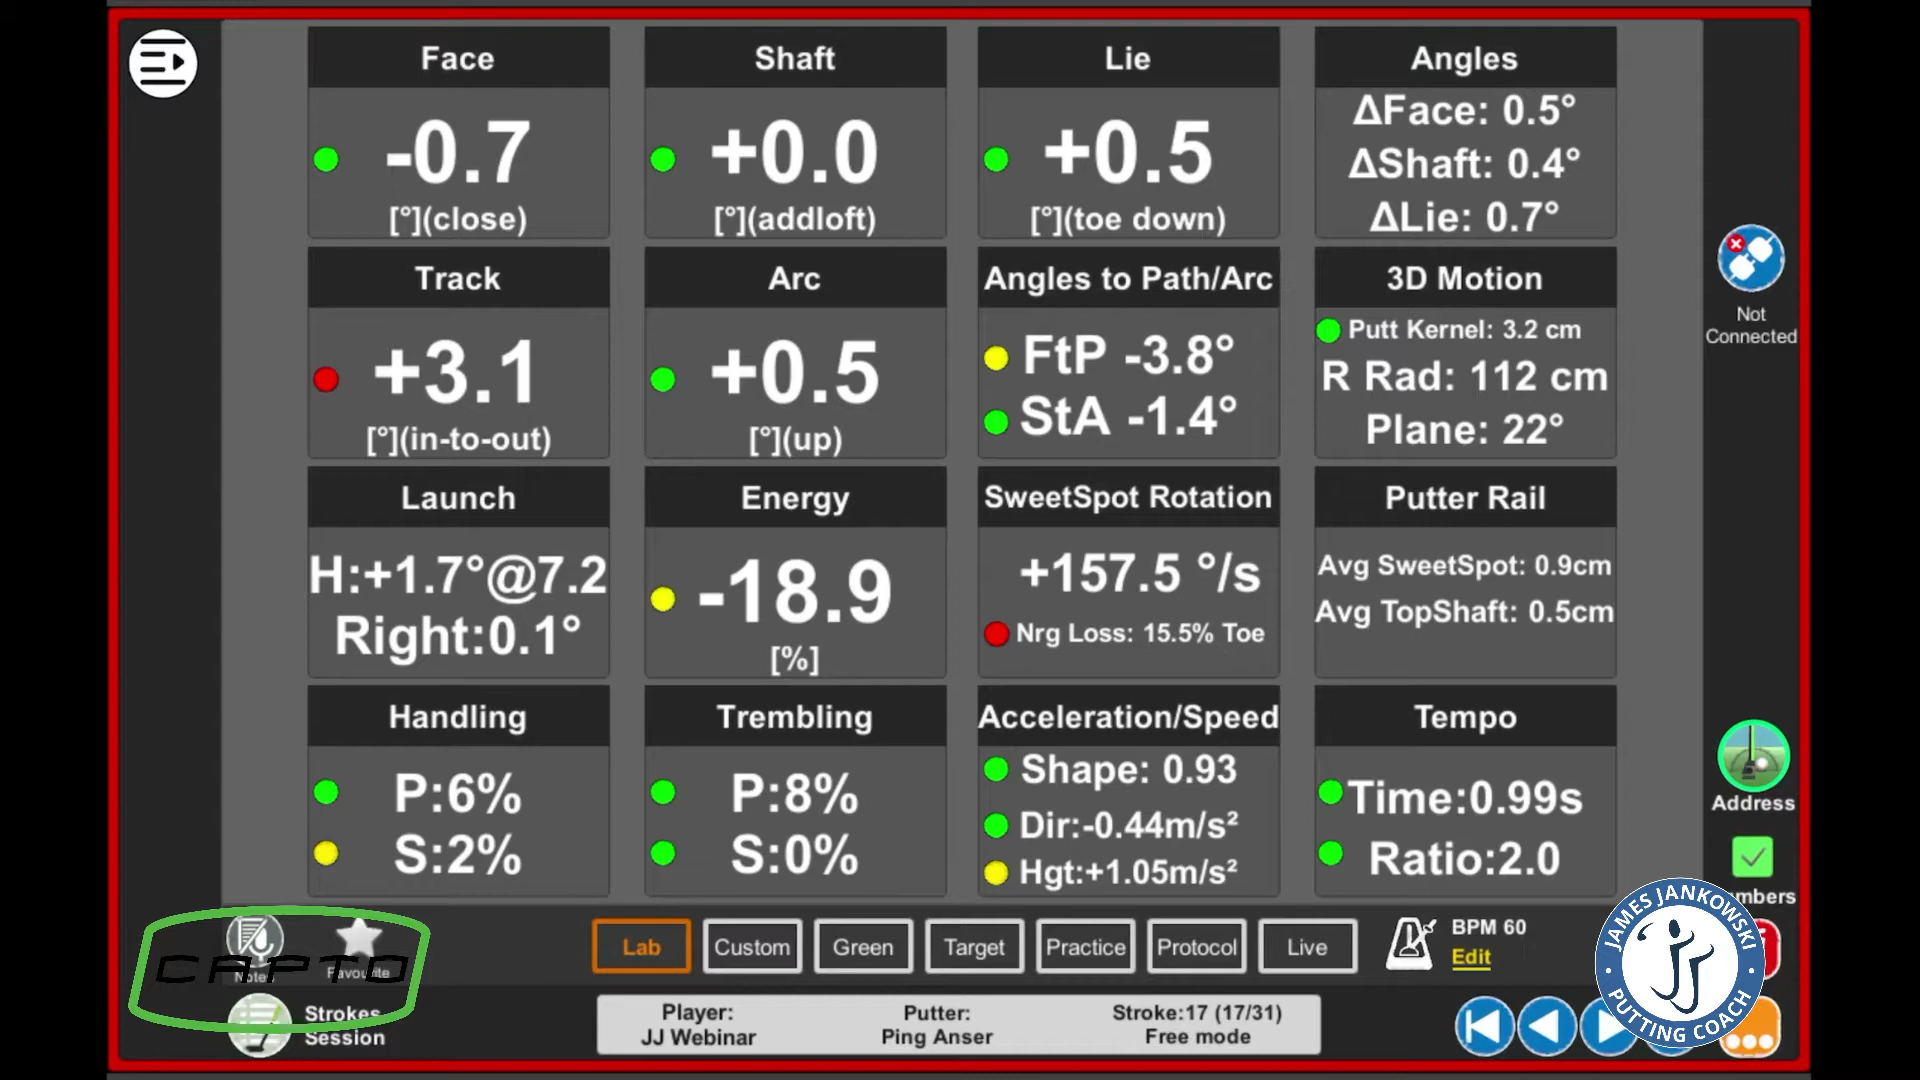 Face
-0.7
[°](close)
Shaft
+0.0
[°](addloft)
Lie
+0.5
[°](toe down)
Angles
ΔFace: 0.5°
ΔShaft: 0.4°
ΔLie: 0.7°
Track
+3.1
[°](in-to-out)
Arc
+0.5
[°](up)
Angles to Path/Arc
FtP -3.8°
StA -1.4°
3D Motion
Putt Kernel: 3.2 cm
R Rad: 112 cm
Plane: 22°
Not
Connected
Launch
H:+1.7°@7.2
Right:0.1°
Energy
-18.9
[%]
SweetSpot Rotation
+157.5 °/s
Nrg Loss: 15.5% Toe
Putter Rail
Avg SweetSpot: 0.9cm
Avg TopShaft: 0.5cm
Handling
P:6%
S:2%
Trembling
P:8%
S:0%
Acceleration/Speed
Shape: 0.93
Dir:-0.44m/s²
Hgt:+1.05m/s²
Tempo
Time:0.99s
Ratio:2.0
Address
mbers
Favourite
CAPTO
Strokes
Session
Lab
Custom
Green
Target
Practice
Protocol
Live
BPM 60
Edit
Player:
JJ Webinar
Putter:
Ping Anser
Stroke:17 (17/31)
Free mode
JAMES JANKOWSKI
PUTTING COACH